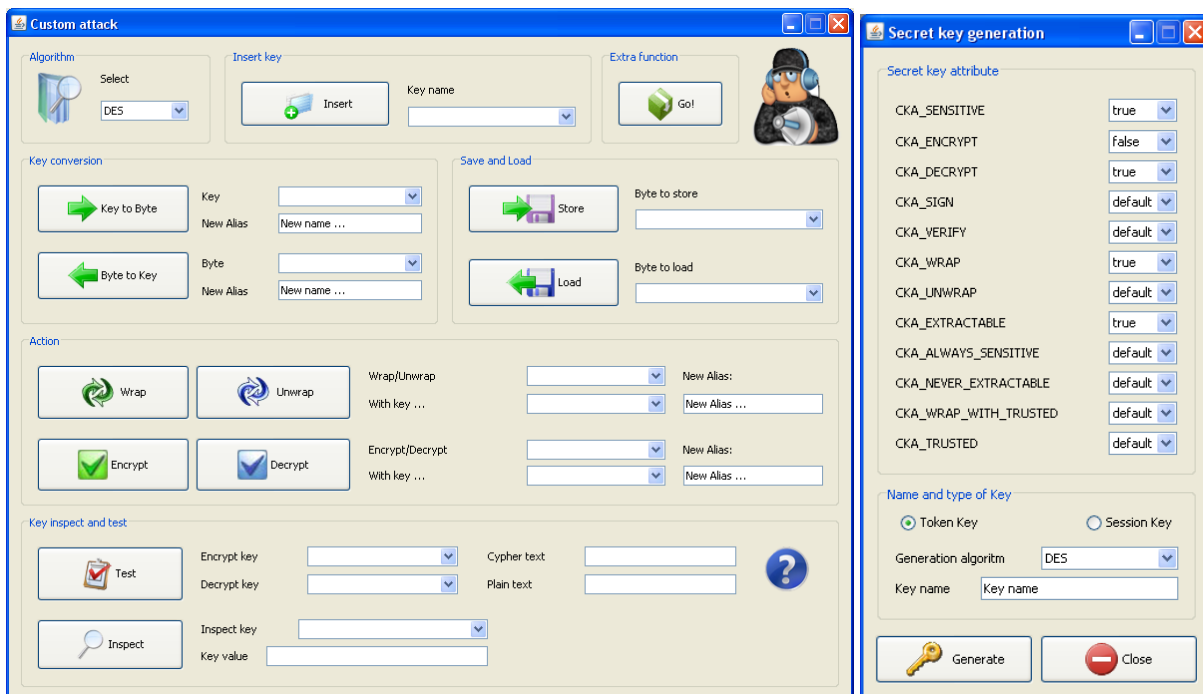 Custom attack
Algorithm
Select
DES
Insert key
Insert
Key name
Extra function
Go!
Key conversion
Key to Byte
Key
New Alias
New name ...
Byte to Key
Byte
New Alias
New name ...
Save and Load
Store
Byte to store
Load
Byte to load
Action
Wrap
Unwrap
Wrap/Unwrap
New Alias:
With key ...
New Alias ...
Encrypt
Decrypt
Encrypt/Decrypt
New Alias:
With key ...
New Alias ...
Key inspect and test
Test
Encrypt key
Cypher text
Decrypt key
Plain text
?
Inspect
Inspect key
Key value
Secret key generation
Secret key attribute
CKA_SENSITIVE true
CKA_ENCRYPT false
CKA_DECRYPT true
CKA_SIGN default
CKA_VERIFY default
CKA_WRAP true
CKA_UNWRAP default
CKA_EXTRACTABLE true
CKA_ALWAYS_SENSITIVE default
CKA_NEVER_EXTRACTABLE default
CKA_WRAP_WITH_TRUSTED default
CKA_TRUSTED default
Name and type of Key
Token Key
Session Key
Generation algoritm DES
Key name Key name
Generate
Close